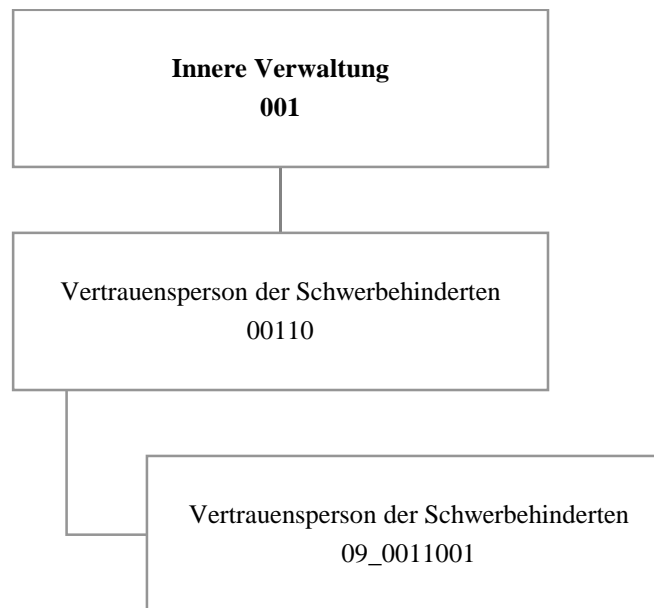 Innere Verwaltung
001
Vertrauensperson der Schwerbehinderten
00110
Vertrauensperson der Schwerbehinderten
09_0011001